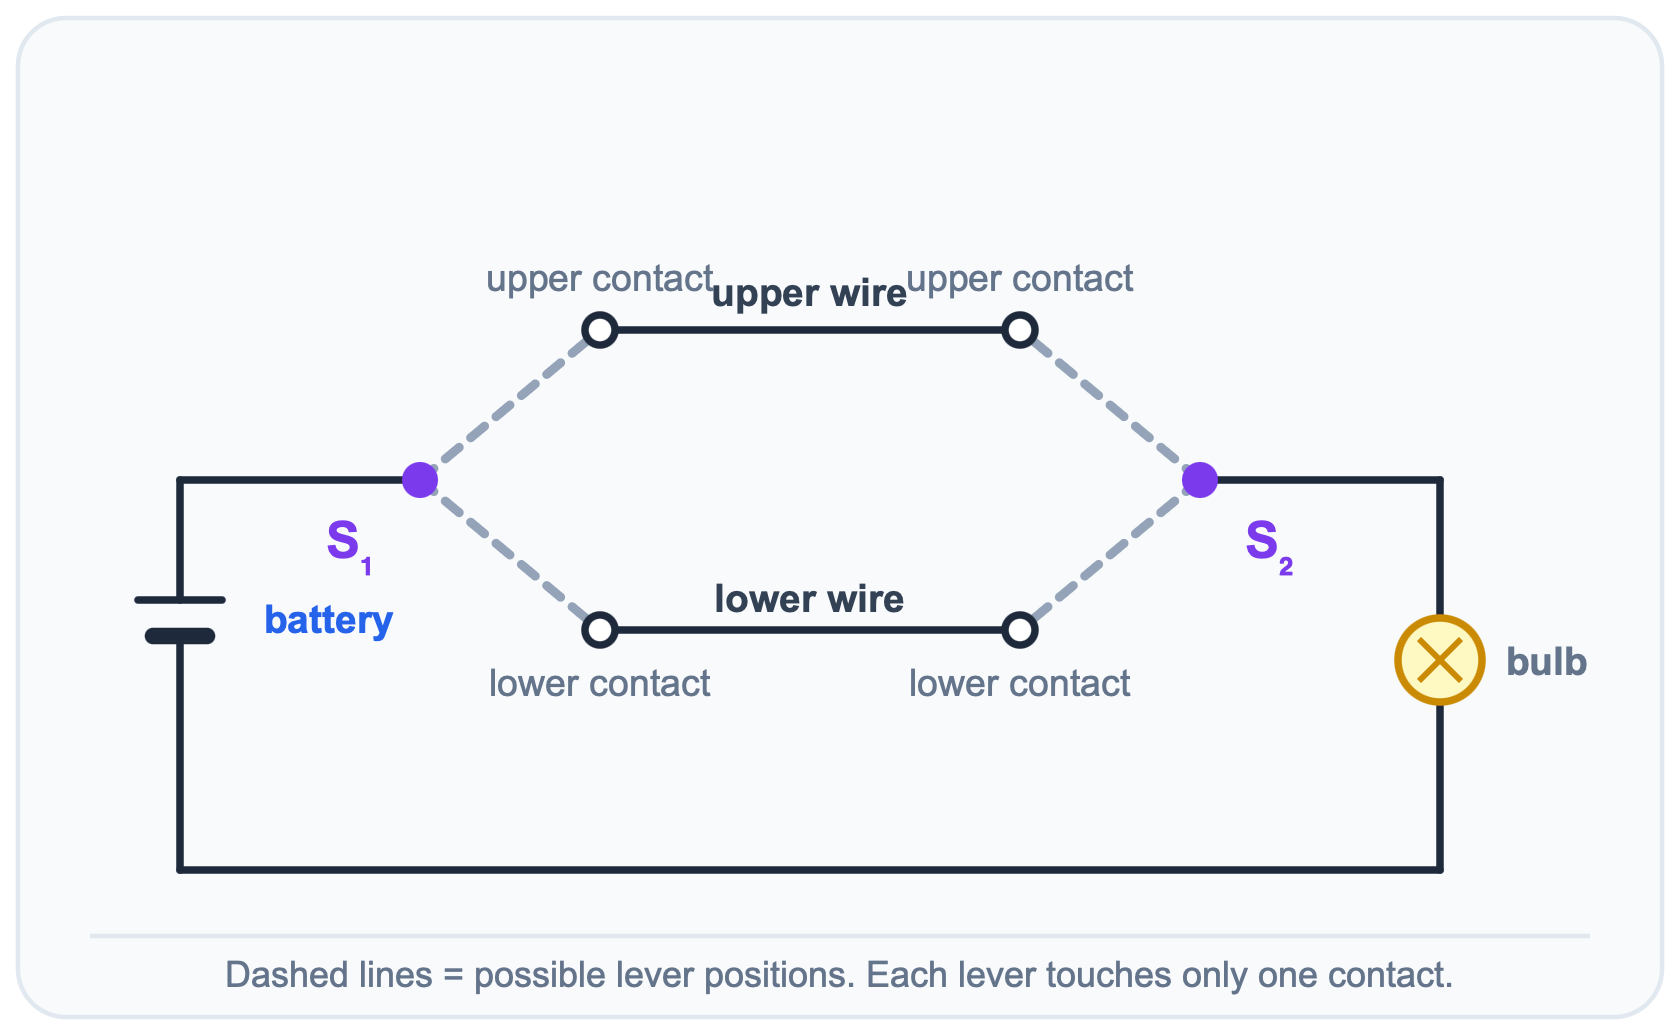 upper contact
upper wire
upper contact
S₁
S₂
battery
lower wire
bulb
lower contact
lower contact
Dashed lines = possible lever positions. Each lever touches only one contact.